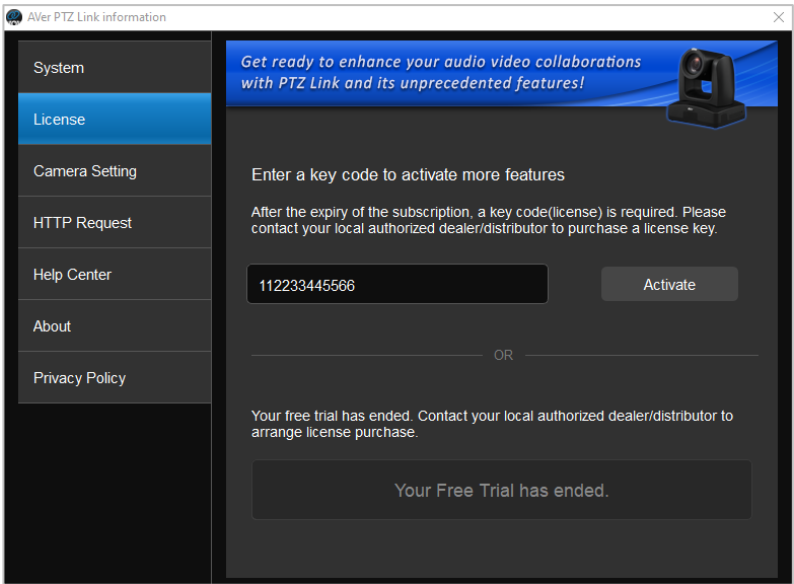 AVer PTZ Link information
System
License
Camera Setting
HTTP Request
Help Center
About
Privacy Policy
Get ready to enhance your audio video collaborations
with PTZ Link and its unprecedented features!
Enter a key code to activate more features
After the expiry of the subscription, a key code(license) is required. Please
contact your local authorized dealer/distributor to purchase a license key.
112233445566
Activate
OR
Your free trial has ended. Contact your local authorized dealer/distributor to
arrange license purchase.
Your Free Trial has ended.